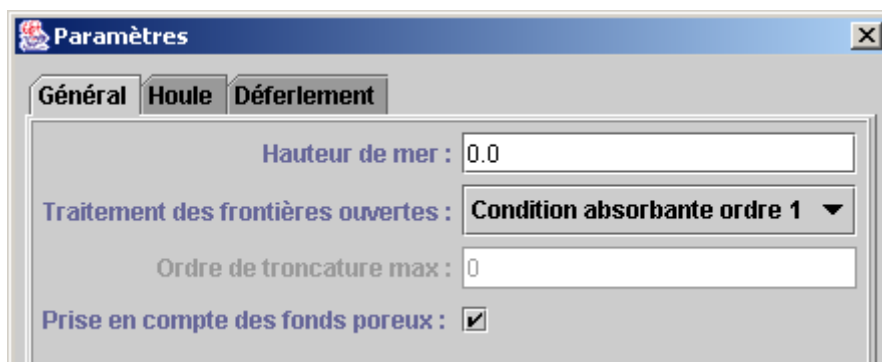 Paramètres
Général Houle Déferlement
Hauteur de mer : 0.0
Traitement des frontières ouvertes : Condition absorbante ordre 1
Ordre de troncature max : 0
Prise en compte des fonds poreux :